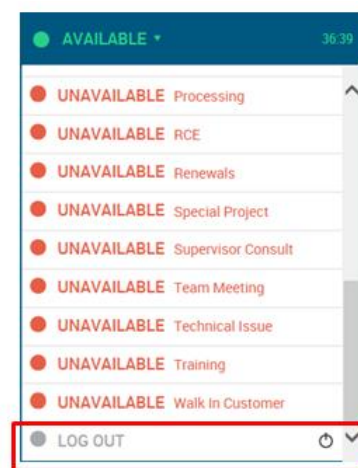 AVAILABLE 36:39
UNAVAILABLE Processing
UNAVAILABLE RCE
UNAVAILABLE Renewals
UNAVAILABLE Special Project
UNAVAILABLE Supervisor Consult
UNAVAILABLE Team Meeting
UNAVAILABLE Technical Issue
UNAVAILABLE Training
UNAVAILABLE Walk In Customer
LOG OUT